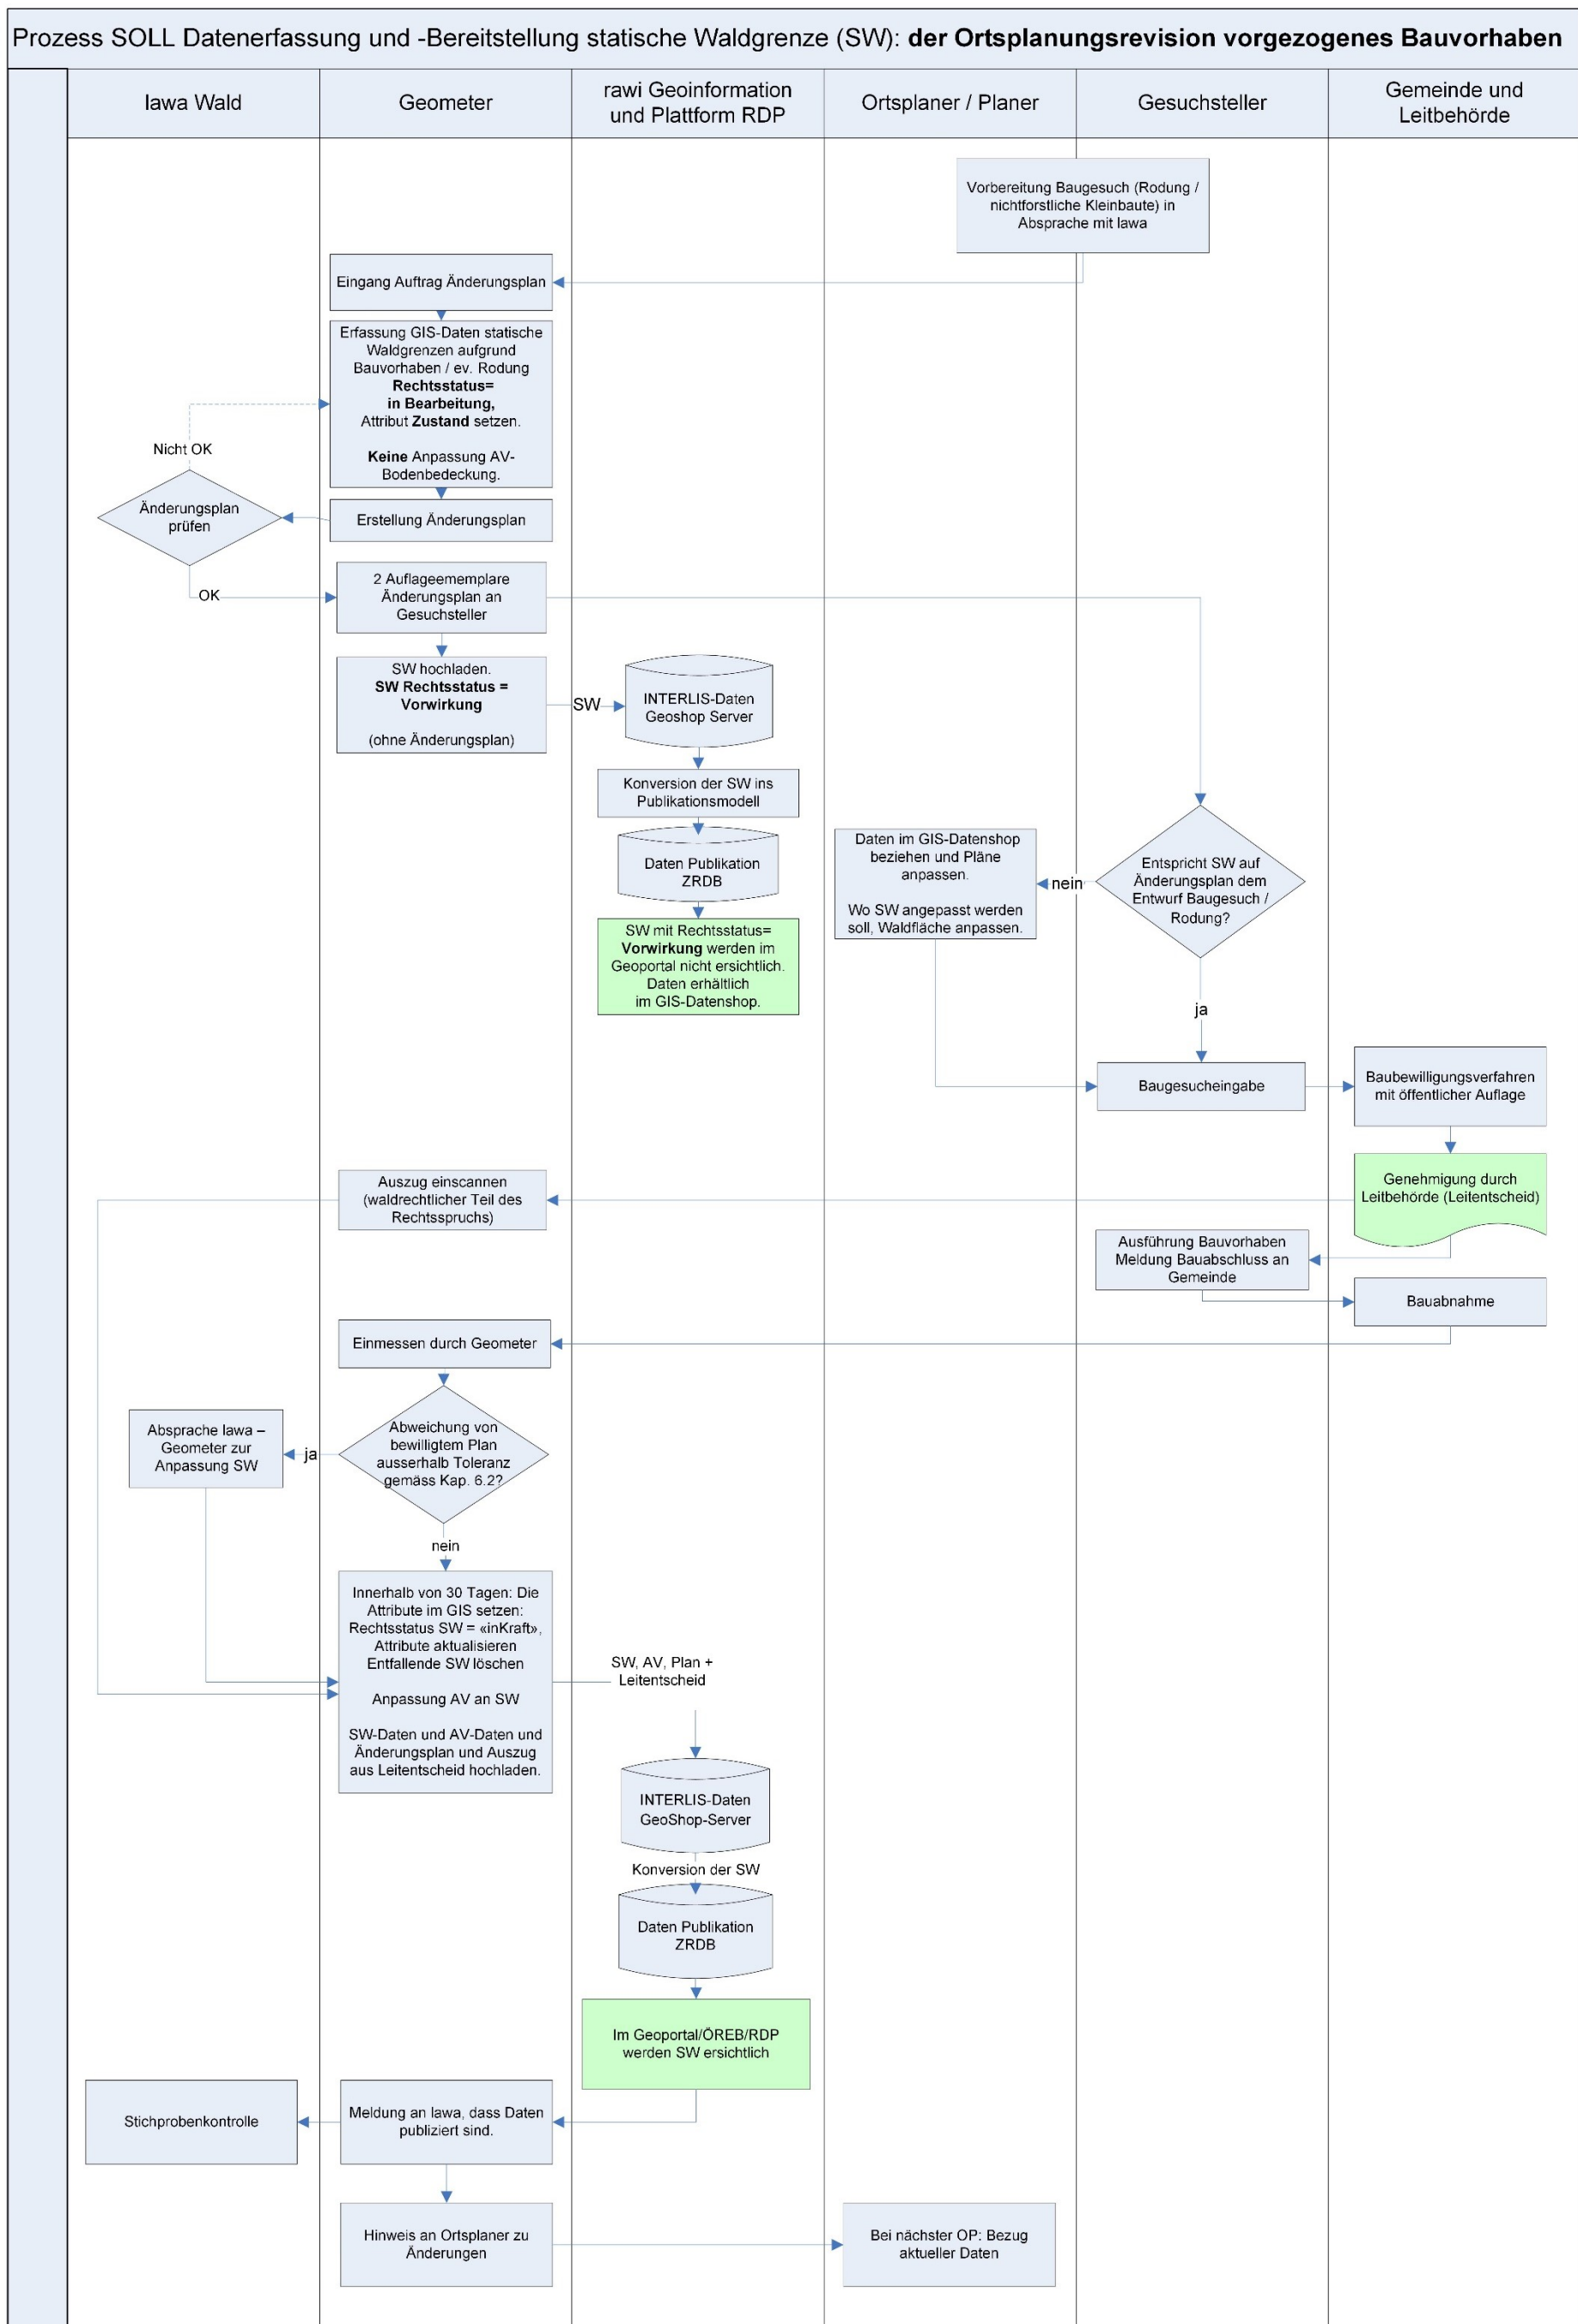 Prozess SOLL Datenerfassung und -Bereitstellung statische Waldgrenze (SW): der Ortsplanungsrevision vorgezogenes Bauvorhaben
lawa Wald
Geometer
rawi Geoinformation
und Plattform RDP
Ortsplaner / Planer
Gesuchsteller
Gemeinde und
Leitbehörde
Vorbereitung Baugesuch (Rodung /
nichtforstliche Kleinbaute) in
Absprache mit lawa
Eingang Auftrag Änderungsplan
Erfassung GIS-Daten statische
Waldgrenzen aufgrund
Bauvorhaben / ev. Rodung
Rechtsstatus=
in Bearbeitung,
Attribut Zustand setzen.
Keine Anpassung AV-
Bodenbedeckung.
Nicht OK
Änderungsplan
prüfen
Erstellung Änderungsplan
OK
2 Auflageememplare
Änderungsplan an
Gesuchsteller
SW hochladen.
SW Rechtsstatus =
Vorwirkung
(ohne Änderungsplan)
SW
INTERLIS-Daten
Geoshop Server
Konversion der SW ins
Publikationsmodell
Daten Publikation
ZRDB
SW mit Rechtsstatus=
Vorwirkung werden im
Geoportal nicht ersichtlich.
Daten erhältlich
im GIS-Datenshop.
Daten im GIS-Datenshop
beziehen und Pläne
anpassen.
Wo SW angepasst werden
soll, Waldfläche anpassen.
nein
Entspricht SW auf
Änderungsplan dem
Entwurf Baugesuch /
Rodung?
ja
Baugesucheingabe
Baubewilligungsverfahren
mit öffentlicher Auflage
Auszug einscannen
(waldrechtlicher Teil des
Rechtsspruchs)
Genehmigung durch
Leitbehörde (Leitentscheid)
Ausführung Bauvorhaben
Meldung Bauabschluss an
Gemeinde
Bauabnahme
Einmessen durch Geometer
Absprache lawa –
Geometer zur
Anpassung SW
ja
Abweichung von
bewilligtem Plan
ausserhalb Toleranz
gemäss Kap. 6.2?
nein
Innerhalb von 30 Tagen: Die
Attribute im GIS setzen:
Rechtsstatus SW = «inKraft»,
Attribute aktualisieren
Entfallende SW löschen
Anpassung AV an SW
SW-Daten und AV-Daten und
Änderungsplan und Auszug
aus Leitentscheid hochladen.
SW, AV, Plan +
Leitentscheid
INTERLIS-Daten
GeoShop-Server
Konversion der SW
Daten Publikation
ZRDB
Im Geoportal/ÖREB/RDP
werden SW ersichtlich
Stichprobenkontrolle
Meldung an lawa, dass Daten
publiziert sind.
Hinweis an Ortsplaner zu
Änderungen
Bei nächster OP: Bezug
aktueller Daten